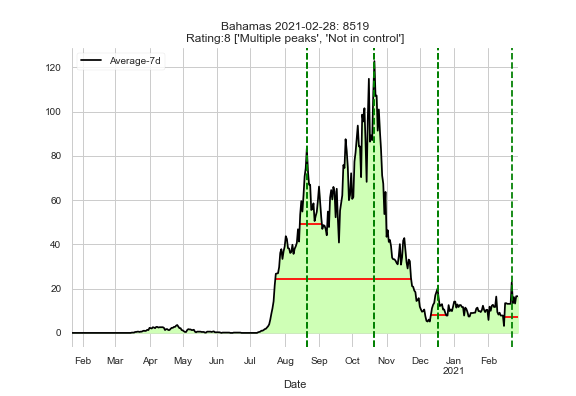 Bahamas 2021-02-28: 8519
Rating:8 ['Multiple peaks', 'Not in control']
Average-7d
120
100
80
60
40
20
0
Feb Mar Apr May Jun Jul Aug Sep Oct Nov Dec Jan Feb
2021
Date